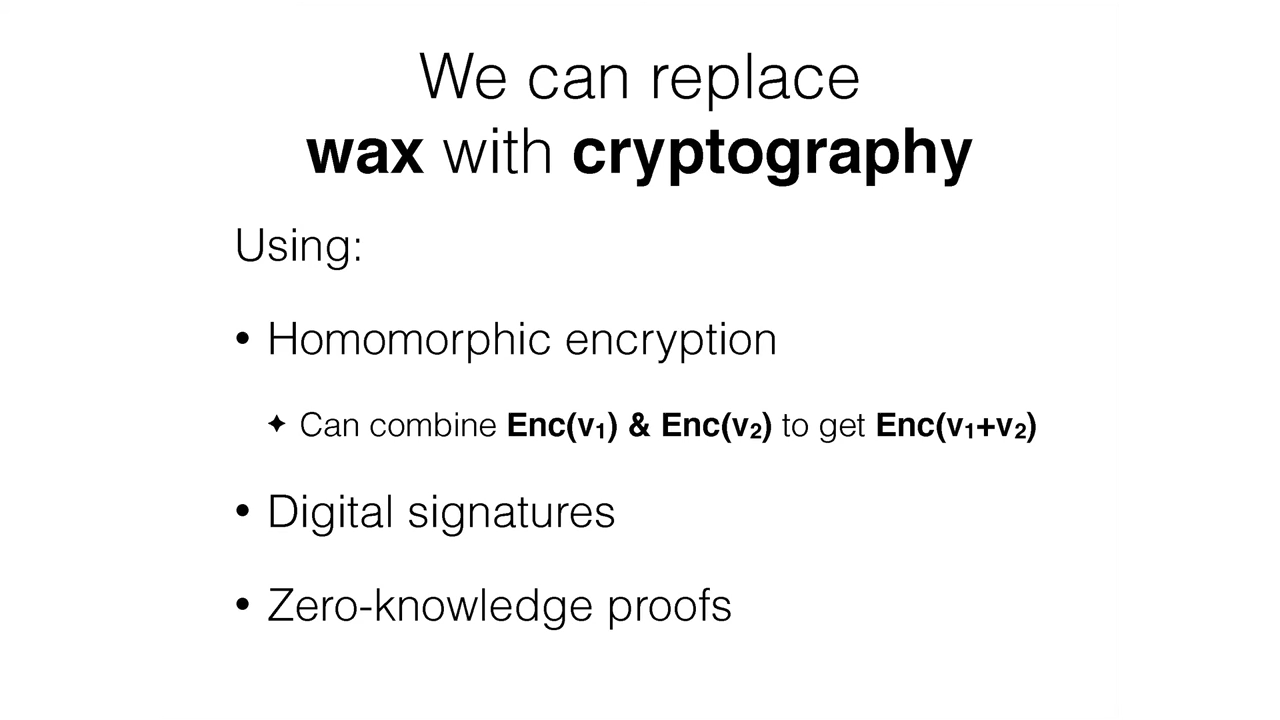 We can replace
wax with cryptography
Using:
• Homomorphic encryption
✦ Can combine Enc(v₁) & Enc(v₂) to get Enc(v₁+v₂)
• Digital signatures
• Zero-knowledge proofs